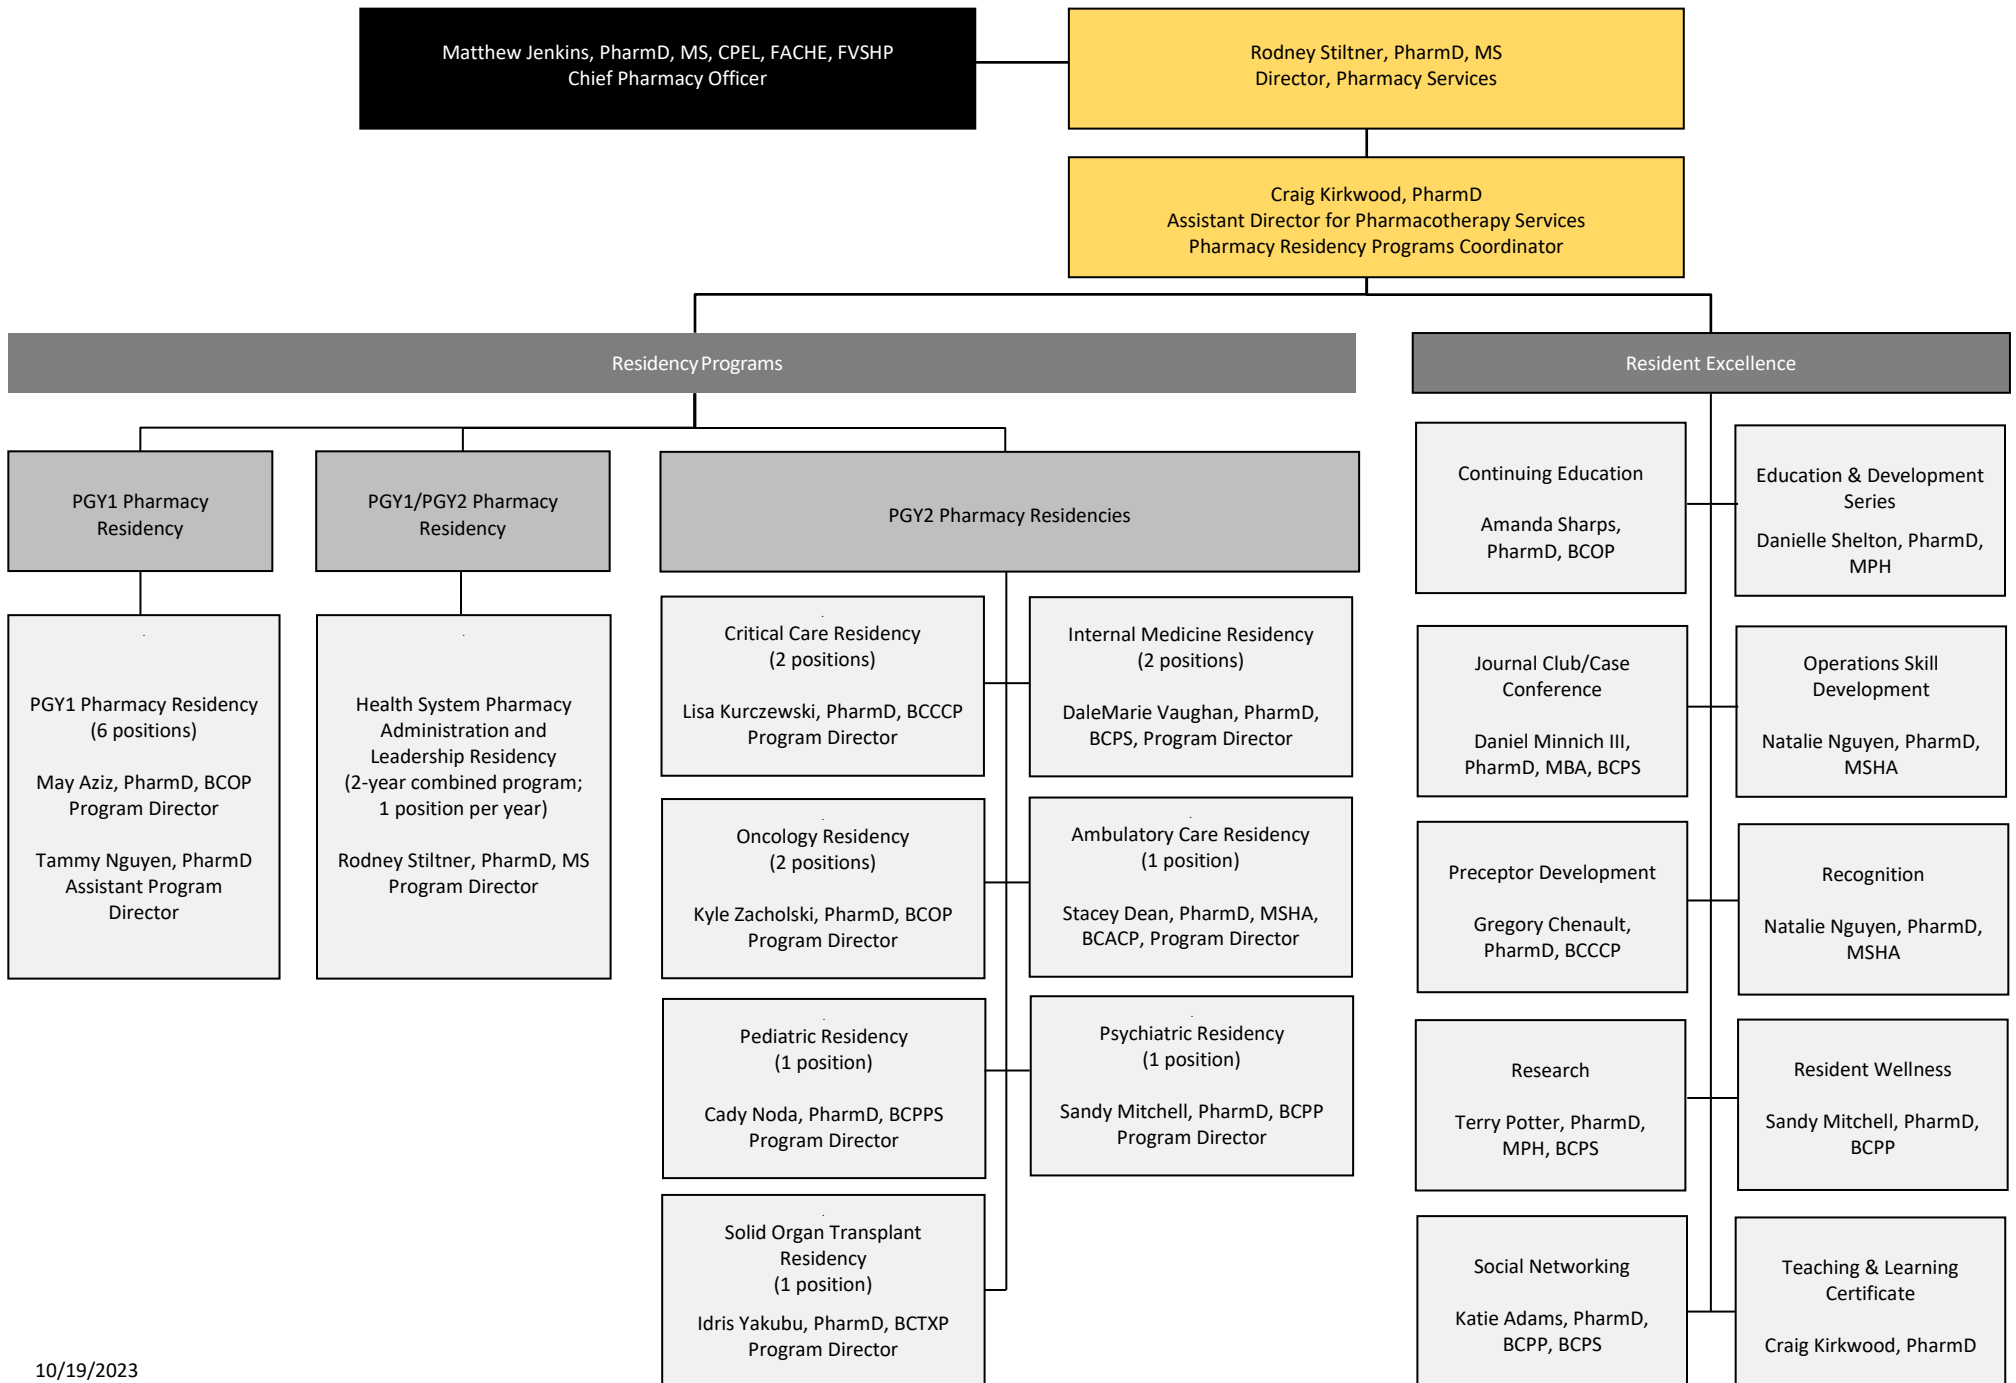 Matthew Jenkins, PharmD, MS, CPEL, FACHE, FVSHP
Chief Pharmacy Officer
Rodney Stiltner, PharmD, MS
Director, Pharmacy Services
Craig Kirkwood, PharmD
Assistant Director for Pharmacotherapy Services
Pharmacy Residency Programs Coordinator
Residency Programs
Resident Excellence
PGY1 Pharmacy
Residency
PGY1/PGY2 Pharmacy
Residency
PGY2 Pharmacy Residencies
PGY1 Pharmacy Residency
(6 positions)
May Aziz, PharmD, BCOP
Program Director
Tammy Nguyen, PharmD
Assistant Program
Director
Health System Pharmacy
Administration and
Leadership Residency
(2-year combined program;
1 position per year)
Rodney Stiltner, PharmD, MS
Program Director
Critical Care Residency
(2 positions)
Lisa Kurczewski, PharmD, BCCCP
Program Director
Internal Medicine Residency
(2 positions)
DaleMarie Vaughan, PharmD,
BCPS, Program Director
Oncology Residency
(2 positions)
Kyle Zacholski, PharmD, BCOP
Program Director
Ambulatory Care Residency
(1 position)
Stacey Dean, PharmD, MSHA,
BCACP, Program Director
Pediatric Residency
(1 position)
Cady Noda, PharmD, BCPPS
Program Director
Psychiatric Residency
(1 position)
Sandy Mitchell, PharmD, BCPP
Program Director
Solid Organ Transplant
Residency
(1 position)
Idris Yakubu, PharmD, BCTXP
Program Director
Continuing Education
Amanda Sharps,
PharmD, BCOP
Education & Development
Series
Danielle Shelton, PharmD,
MPH
Journal Club/Case
Conference
Daniel Minnich III,
PharmD, MBA, BCPS
Operations Skill
Development
Natalie Nguyen, PharmD,
MSHA
Preceptor Development
Gregory Chenault,
PharmD, BCCCP
Recognition
Natalie Nguyen, PharmD,
MSHA
Research
Terry Potter, PharmD,
MPH, BCPS
Resident Wellness
Sandy Mitchell, PharmD,
BCPP
Social Networking
Katie Adams, PharmD,
BCPP, BCPS
Teaching & Learning
Certificate
Craig Kirkwood, PharmD
10/19/2023